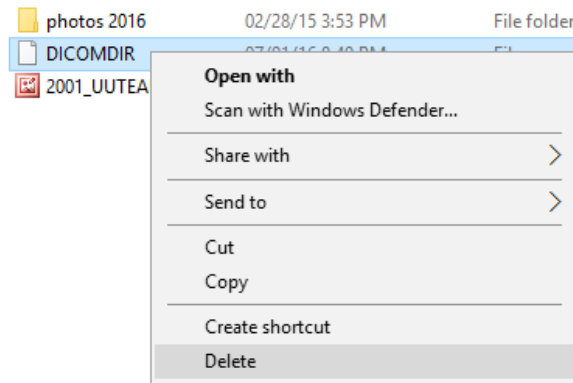 photos 2016 02/28/15 3:53 PM File folder
DICOMDIR
2001_UUTEA
Open with
Scan with Windows Defender...
Share with
Send to
Cut
Copy
Create shortcut
Delete